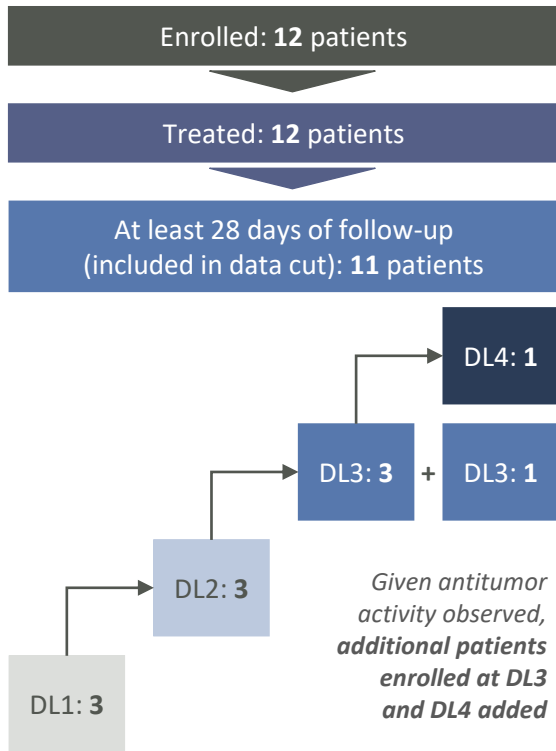 Enrolled: 12 patients
Treated: 12 patients
At least 28 days of follow-up
(included in data cut): 11 patients
DL4: 1
DL3: 3 + DL3: 1
DL2: 3
Given antitumor
activity observed,
additional patients
enrolled at DL3
and DL4 added
DL1: 3